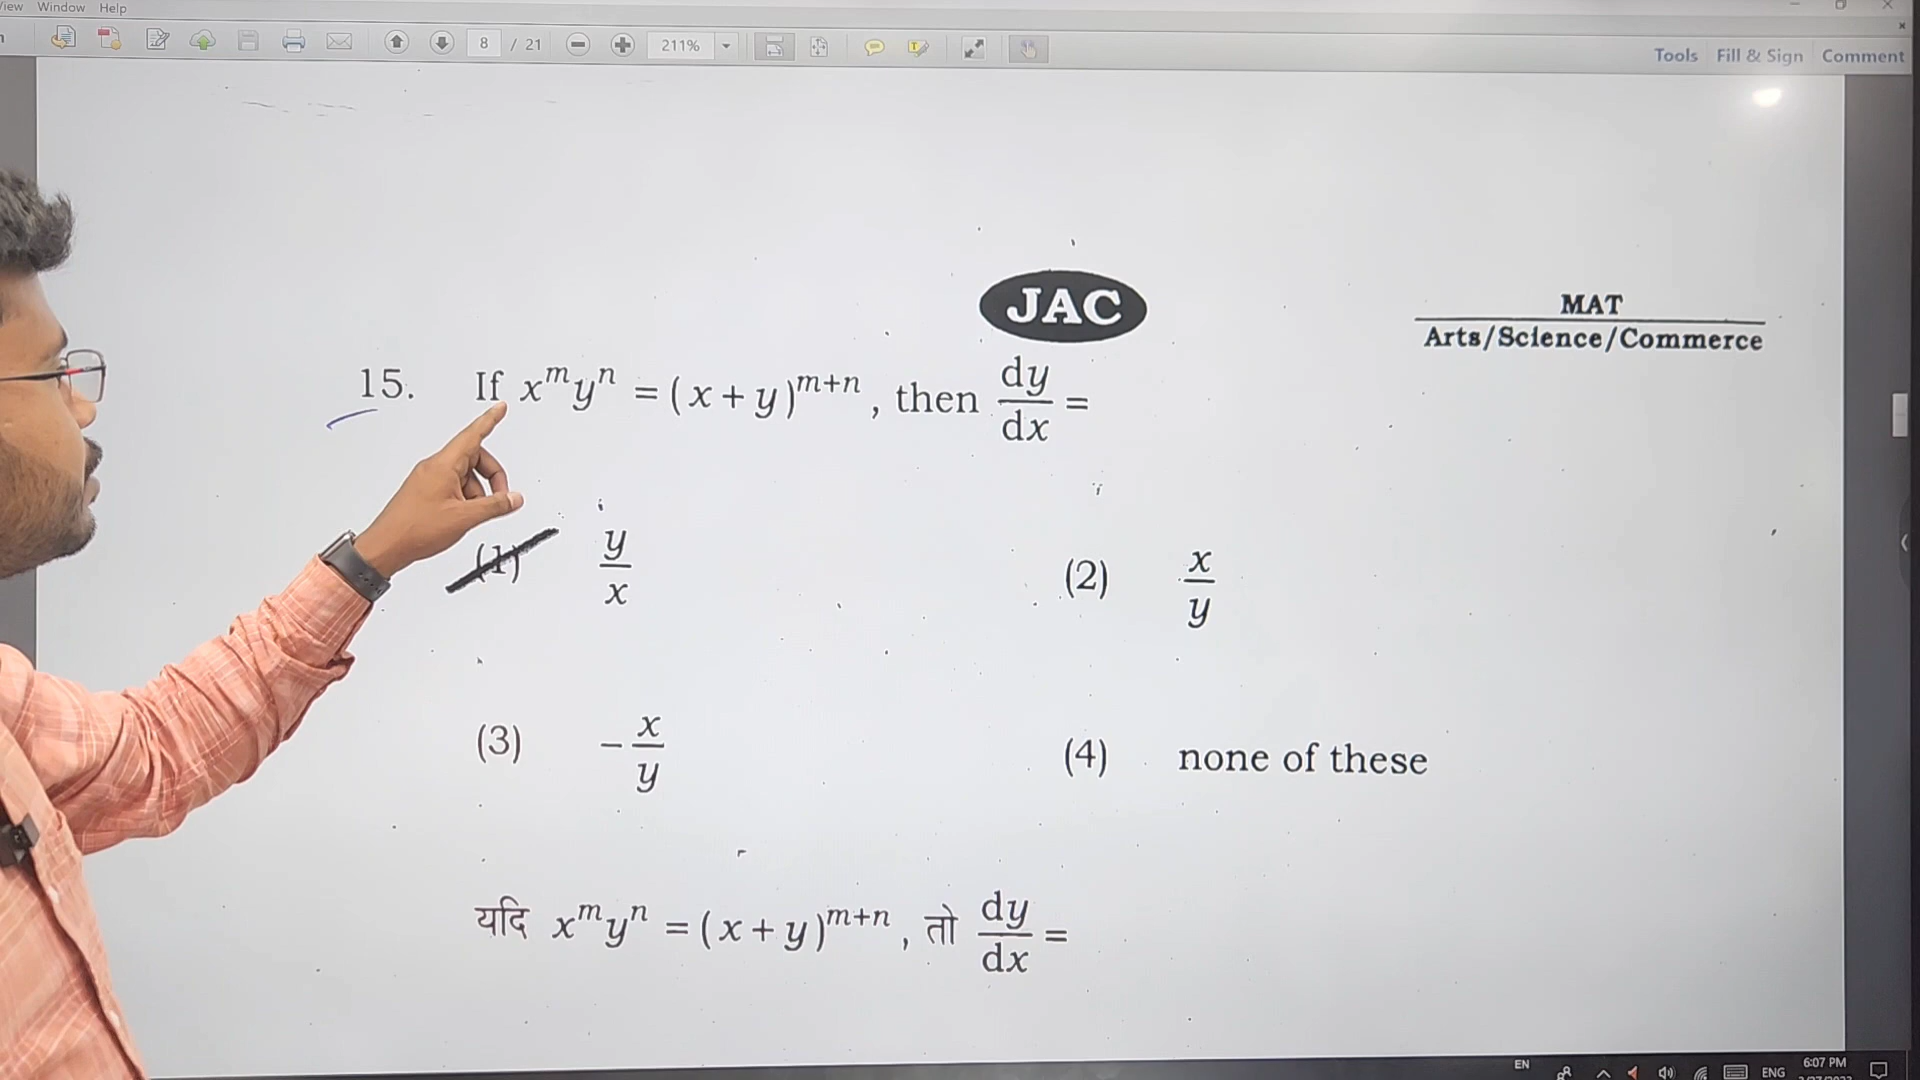 View Window Help
8 / 21 211%
Tools Fill & Sign Comment
JAC
MAT
Arts/Science/Commerce
15. If x^m y^n = (x + y)^{m+n}, then dy/dx =
(1) y/x
(2) x/y
(3) -x/y
(4) none of these
यदि x^m y^n = (x + y)^{m+n}, तो dy/dx =
EN
ENG
6:07 PM